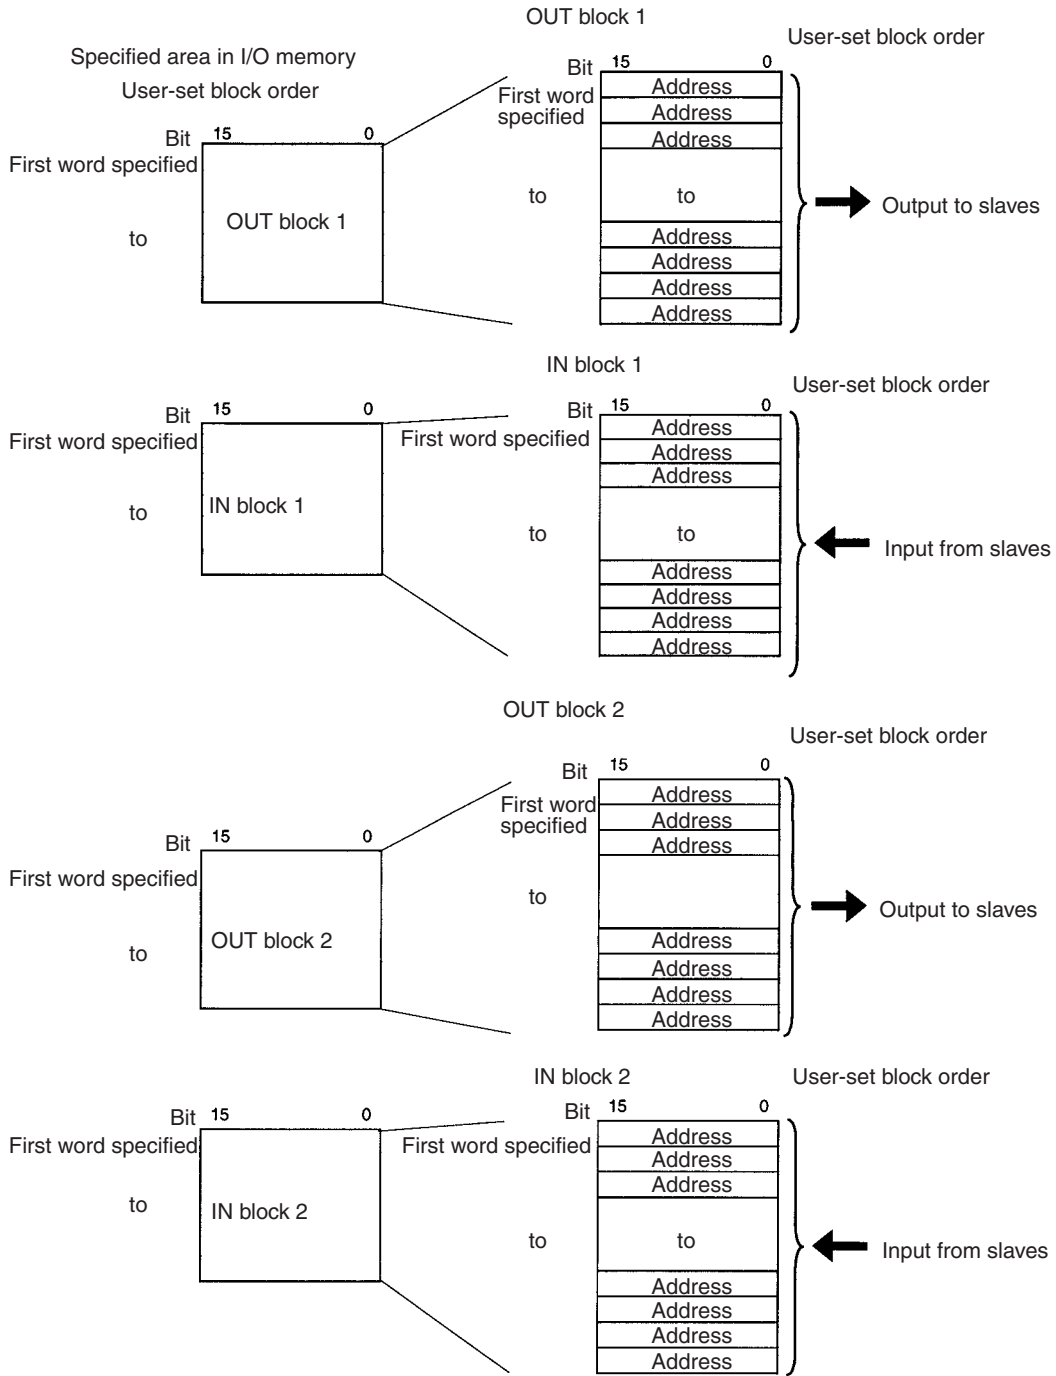 OUT block 1
User-set block order
Specified area in I/O memory
User-set block order
Bit 15 0
First word specified
to
OUT block 1
Bit 15 0
First word
specified
to
Address
Address
Address
to
Address
Address
Address
Address
Output to slaves
IN block 1
User-set block order
Bit 15 0
First word specified
to
IN block 1
Bit 15 0
First word specified
to
Address
Address
Address
to
Address
Address
Address
Address
Input from slaves
OUT block 2
User-set block order
Bit 15 0
First word specified
to
OUT block 2
Bit 15 0
First word
specified
to
Address
Address
Address
Address
Address
Address
Address
Output to slaves
IN block 2
User-set block order
Bit 15 0
First word specified
to
IN block 2
Bit 15 0
First word specified
to
Address
Address
Address
to
Address
Address
Address
Address
Input from slaves